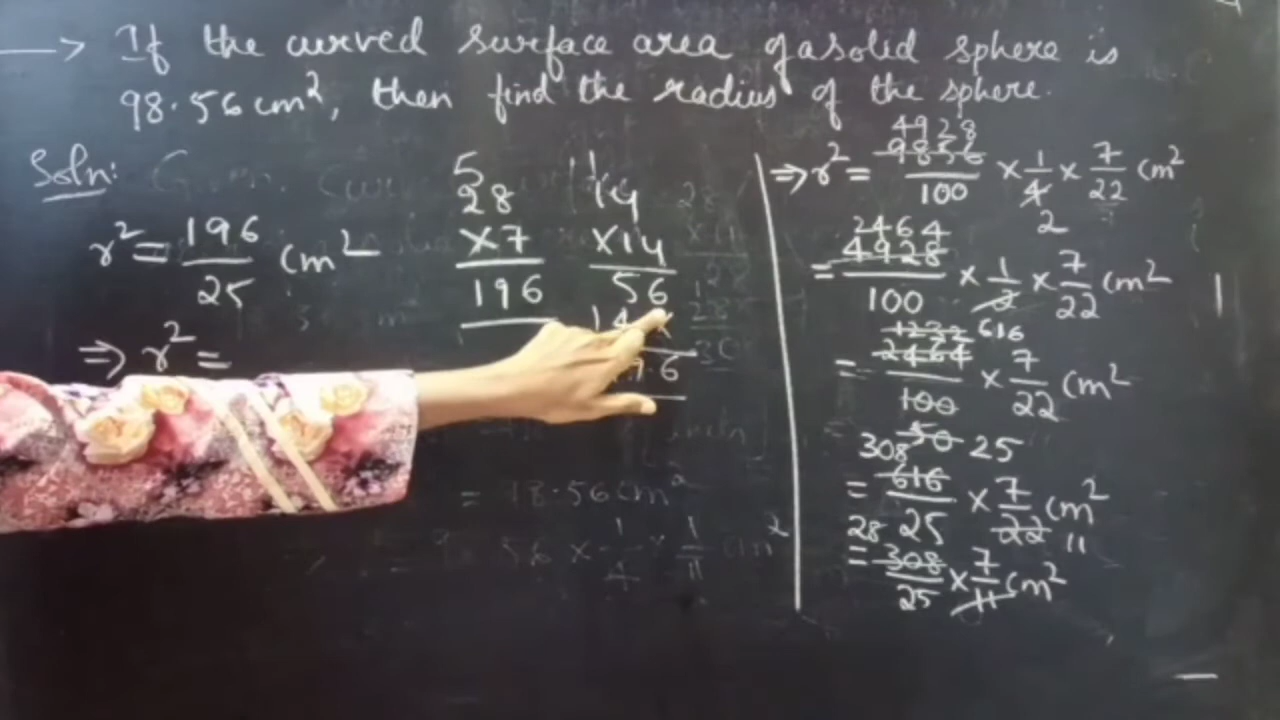 → If the curved surface area of a solid sphere is
98.56 cm², then find the radius of the sphere.
Soln:
r² = 196/25 cm²
⇒ r² =
5
28
×7
196
1
14
×14
56
14×
196
4928
⇒ r² = 9856/100 × 1/4 × 7/22 cm²
2
2464
= 4928/100 × 1/2 × 7/22 cm²
1232 616
= 2464/100 × 7/22 cm²
50 25
308
= 616/25 × 7/22 cm²
11
28
= 308/25 × 7/11 cm²
= 98.56 cm²